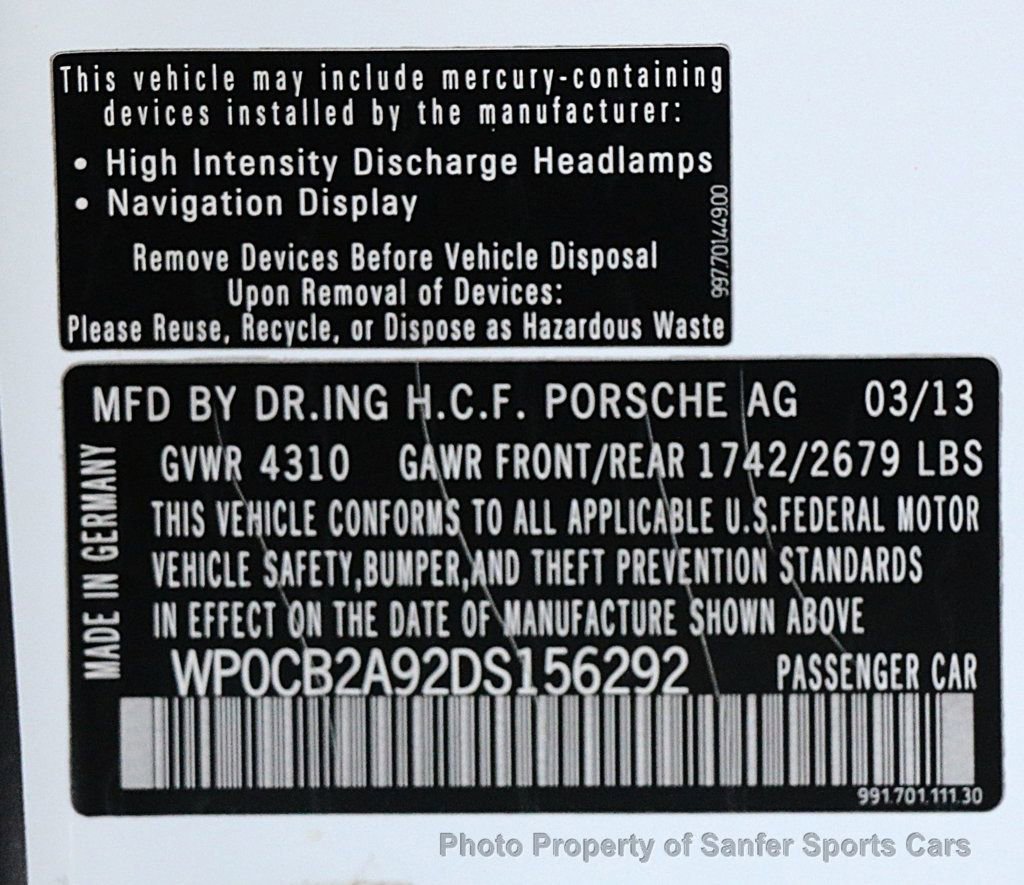 This vehicle may include mercury-containing
devices installed by the manufacturer:
• High Intensity Discharge Headlamps
• Navigation Display
997.701.449.00
Remove Devices Before Vehicle Disposal
Upon Removal of Devices:
Please Reuse, Recycle, or Dispose as Hazardous Waste
MFD BY DR.ING H.C.F. PORSCHE AG 03/13
GVWR 4310 GAWR FRONT/REAR 1742/2679 LBS
THIS VEHICLE CONFORMS TO ALL APPLICABLE U.S.FEDERAL MOTOR
VEHICLE SAFETY,BUMPER,AND THEFT PREVENTION STANDARDS
IN EFFECT ON THE DATE OF MANUFACTURE SHOWN ABOVE
MADE IN GERMANY
WP0CB2A92DS156292 PASSENGER CAR
991.701.111.30
Photo Property of Sanfer Sports Cars